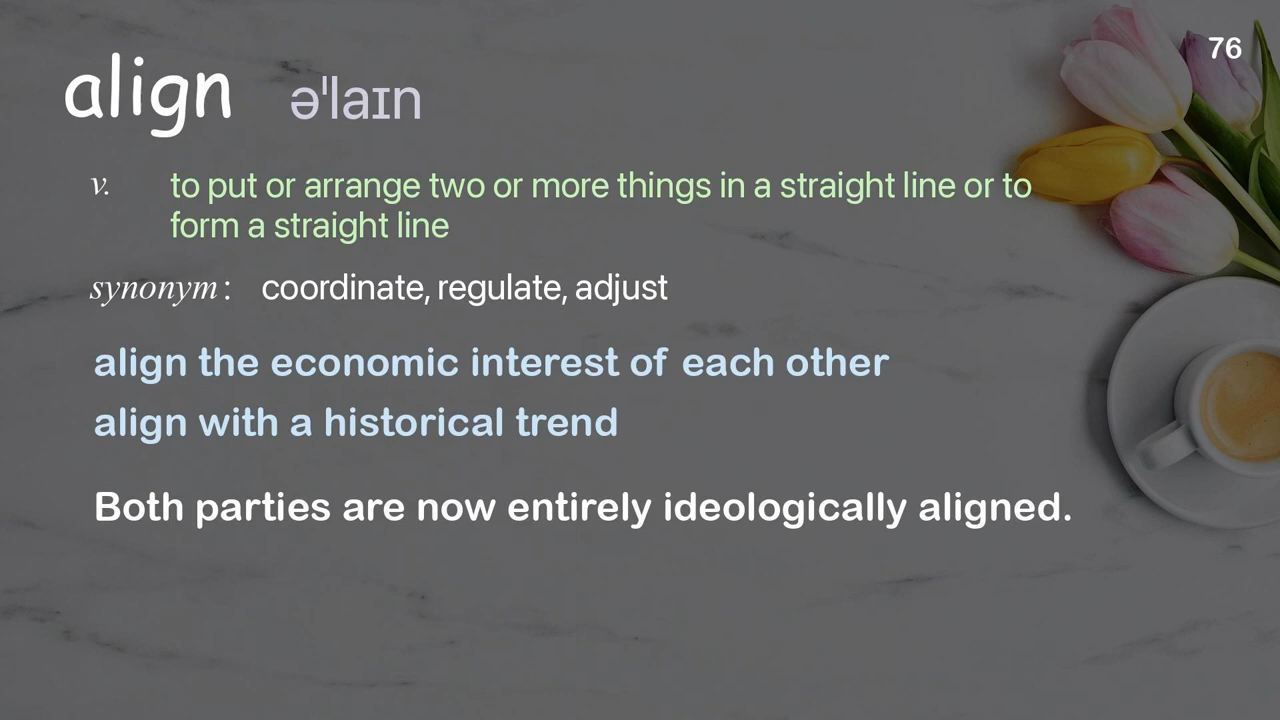 76
align əˈlaɪn
v. to put or arrange two or more things in a straight line or to
form a straight line
synonym: coordinate, regulate, adjust
align the economic interest of each other
align with a historical trend
Both parties are now entirely ideologically aligned.